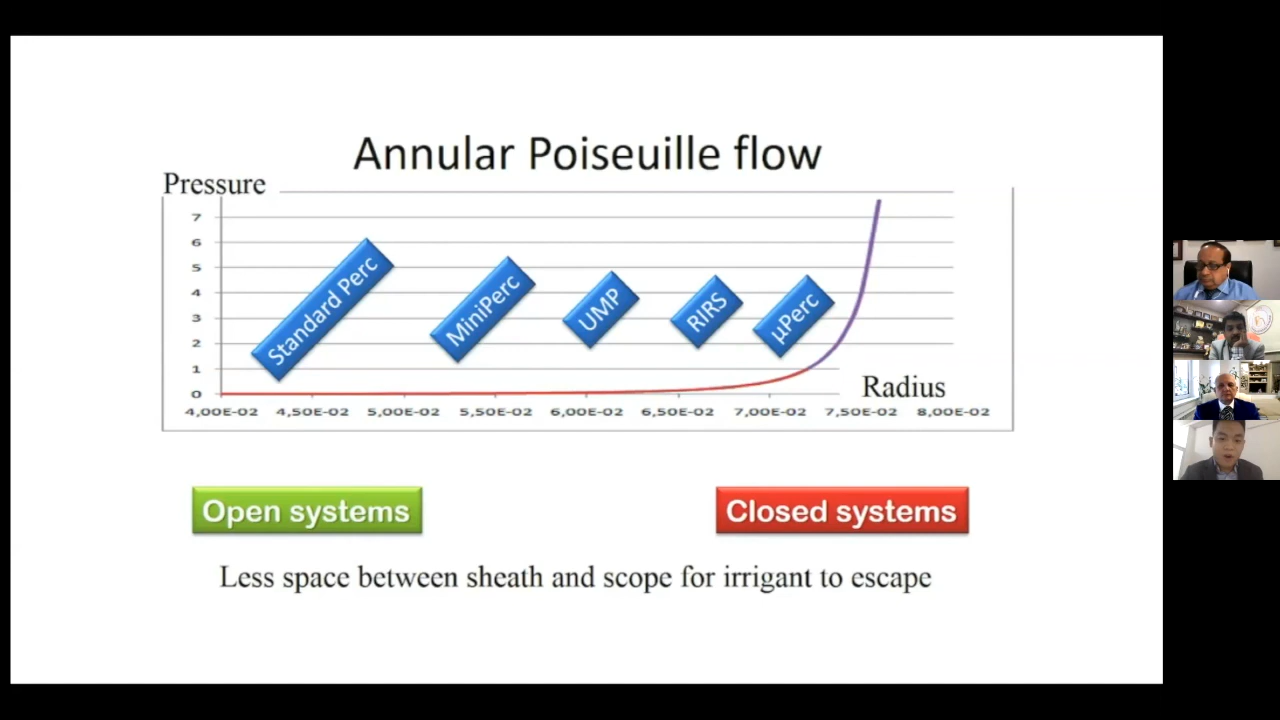 Annular Poiseuille flow
Pressure
7
6
5
4
3
2
1
0
Standard Perc
MiniPerc
UMP
RIRS
µPerc
Radius
4,00E-02 4,50E-02 5,00E-02 5,50E-02 6,00E-02 6,50E-02 7,00E-02 7,50E-02 8,00E-02
Open systems
Closed systems
Less space between sheath and scope for irrigant to escape